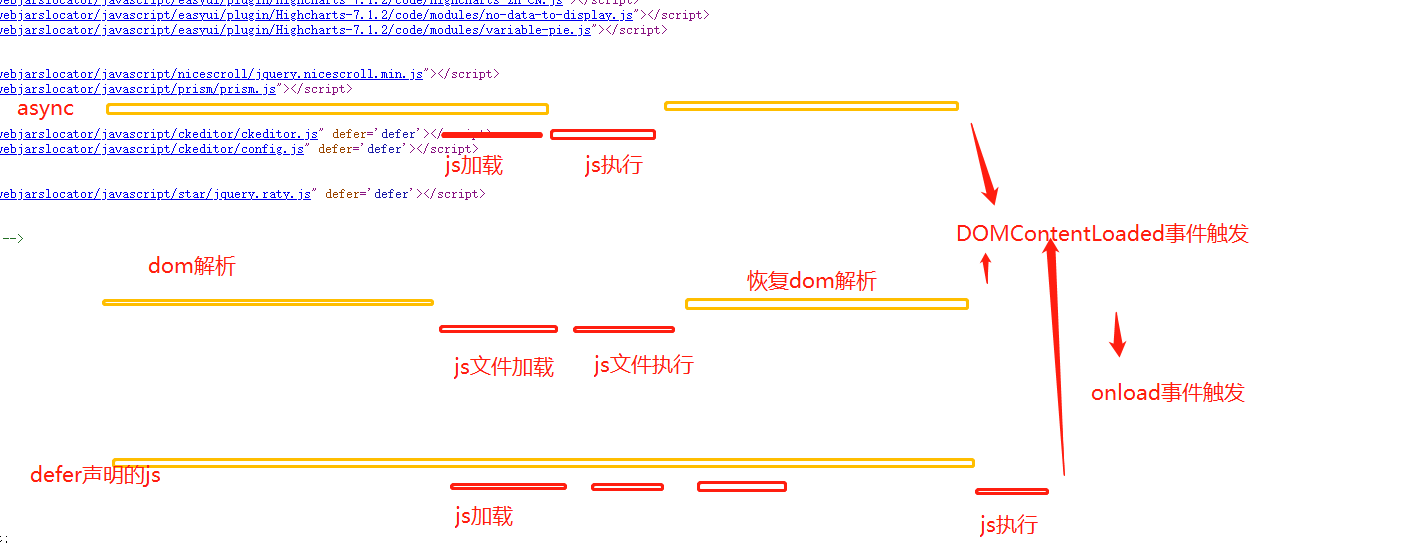 webjarslocator/javascript/easyui/plugin/Highcharts-7.1.2/code/modules/no-data-to-display.js"></script>
webjarslocator/javascript/easyui/plugin/Highcharts-7.1.2/code/modules/variable-pie.js"></script>
webjarslocator/javascript/nicescroll/jquery.nicescroll.min.js"></script>
webjarslocator/javascript/prism/prism.js"></script>
async
webjarslocator/javascript/ckeditor/ckeditor.js" defer='defer'></script>
webjarslocator/javascript/ckeditor/config.js" defer='defer'></script>
js加载
js执行
webjarslocator/javascript/star/jquery.raty.js" defer='defer'></script>
-->
DOMContentLoaded事件触发
dom解析
恢复dom解析
js文件加载
js文件执行
onload事件触发
defer声明的js
js加载
js执行